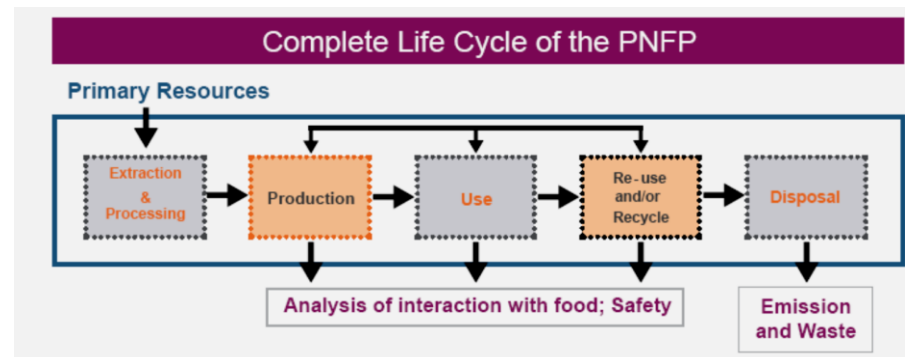 Complete Life Cycle of the PNFP
Primary Resources
Extraction
&
Processing
Production
Use
Re-use
and/or
Recycle
Disposal
Analysis of interaction with food; Safety
Emission
and Waste